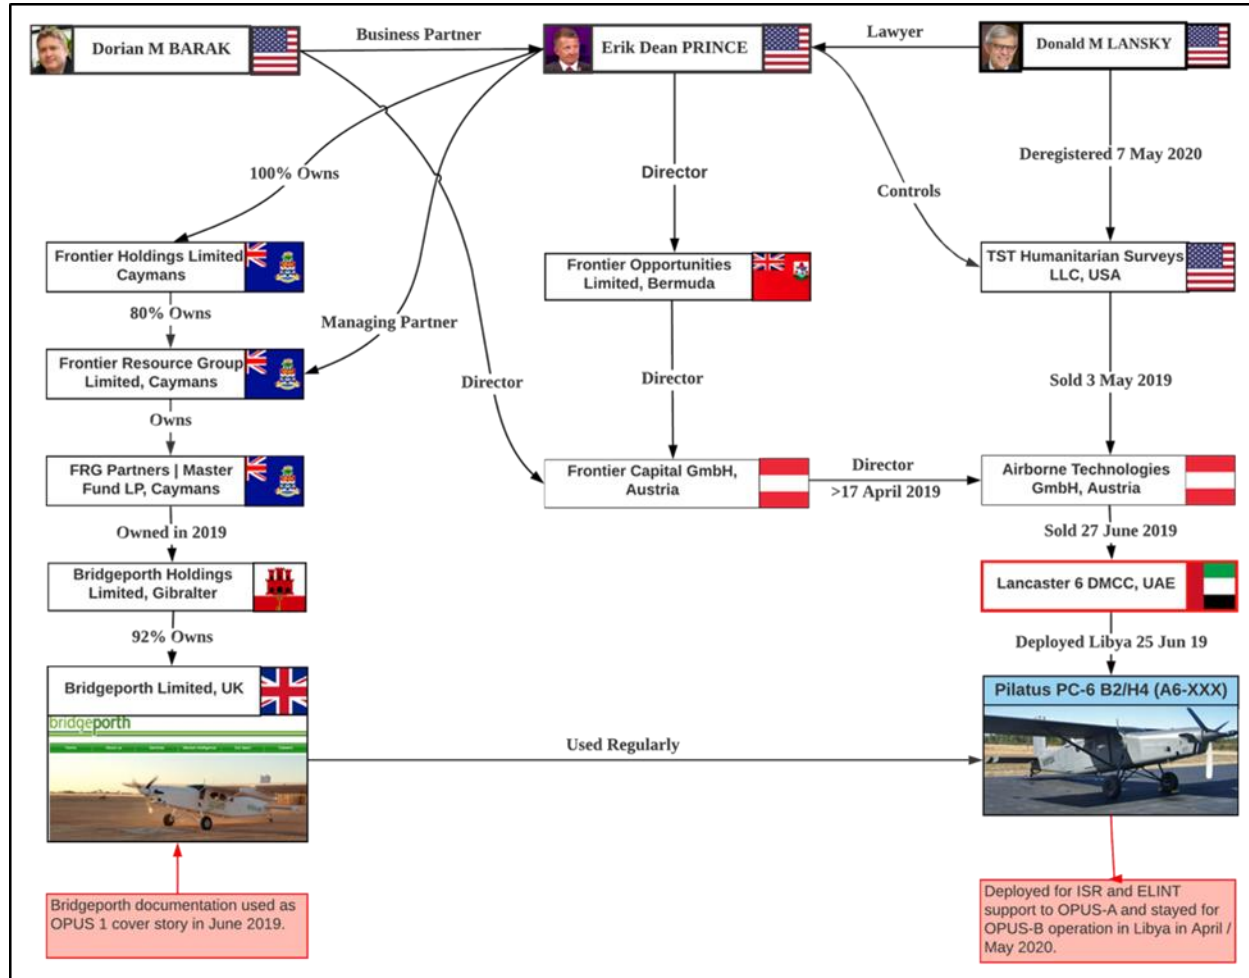 Dorian M BARAK
Business Partner
Erik Dean PRINCE
Lawyer
Donald M LANSKY
100% Owns
Director
Deregistered 7 May 2020
Controls
Frontier Holdings Limited
Caymans
Frontier Opportunities
Limited, Bermuda
TST Humanitarian Surveys
LLC, USA
80% Owns
Managing Partner
Frontier Resource Group
Limited, Caymans
Director
Director
Sold 3 May 2019
Owns
FRG Partners | Master
Fund LP, Caymans
Frontier Capital GmbH,
Austria
Director
>17 April 2019
Airborne Technologies
GmbH, Austria
Owned in 2019
Sold 27 June 2019
Bridgeporth Holdings
Limited, Gibralter
Lancaster 6 DMCC, UAE
92% Owns
Deployed Libya 25 Jun 19
Bridgeporth Limited, UK
Pilatus PC-6 B2/H4 (A6-XXX)
bridgeporth
Used Regularly
Bridgeporth documentation used as
OPUS 1 cover story in June 2019.
Deployed for ISR and ELINT
support to OPUS-A and stayed for
OPUS-B operation in Libya in April /
May 2020.